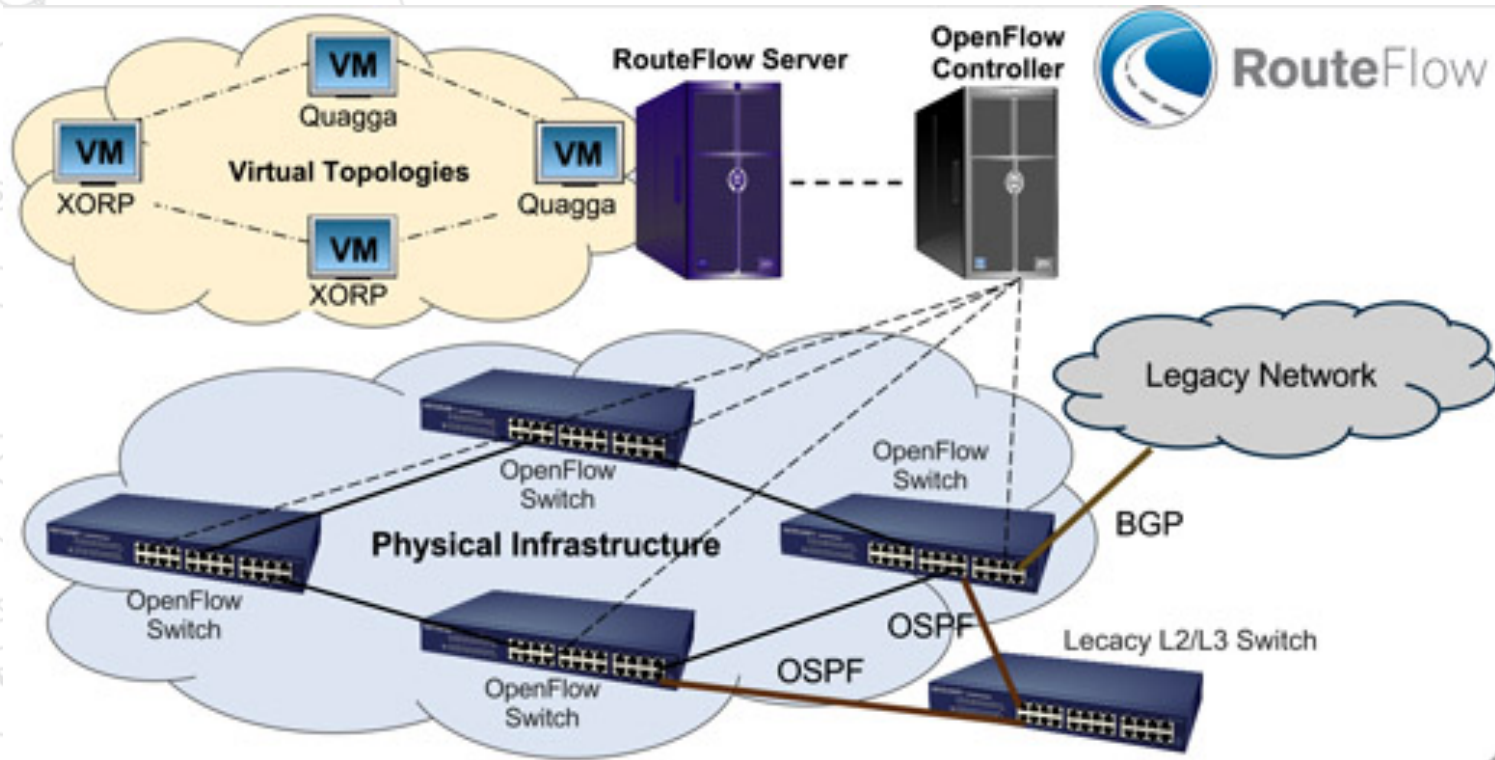 VM
Quagga
VM
XORP
Virtual Topologies
VM
Quagga
VM
XORP
RouteFlow Server
OpenFlow
Controller
RouteFlow
Legacy Network
OpenFlow
Switch
OpenFlow
Switch
BGP
Physical Infrastructure
OpenFlow
Switch
OpenFlow
Switch
OSPF
OSPF
Lecacy L2/L3 Switch